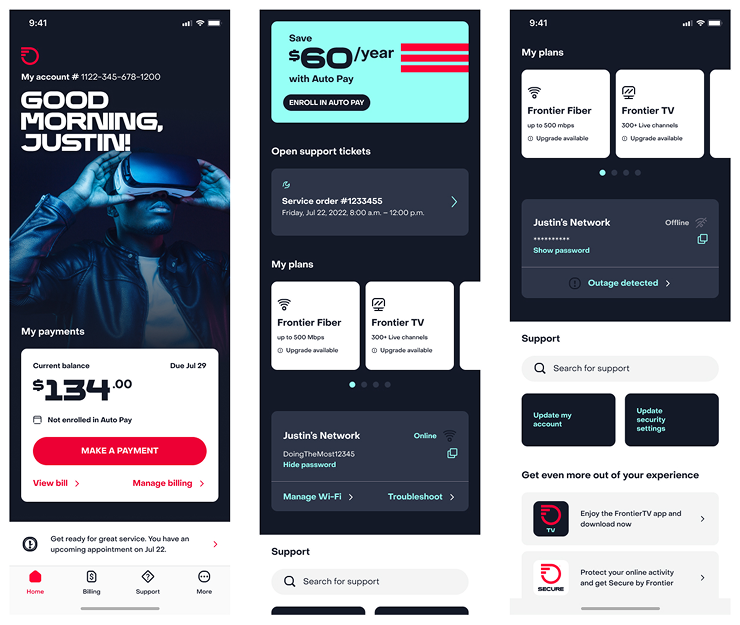 9:41
My account # 1122-345-678-1200
GOOD
MORNING,
JUSTIN!
My payments
Current balance
Due Jul 29
$134.00
Not enrolled in Auto Pay
MAKE A PAYMENT
View bill
Manage billing
Get ready for great service. You have an
upcoming appointment on Jul 22.
Home
Billing
Support
More
Save
$60/year
with Auto Pay
ENROLL IN AUTO PAY
Open support tickets
Service order #1233455
Friday, Jul 22, 2022, 8:00 a.m. – 12:00 p.m.
My plans
Frontier Fiber
up to 500 Mbps
Upgrade available
Frontier TV
300+ Live channels
Upgrade available
Justin's Network
Online
DoingTheMost12345
Hide password
Manage Wi-Fi
Troubleshoot
Support
Search for support
9:41
My plans
Frontier Fiber
up to 500 mbps
Upgrade available
Frontier TV
300+ Live channels
Upgrade available
Justin's Network
Offline
**********
Show password
Outage detected
Support
Search for support
Update my
account
Update
security
settings
Get even more out of your experience
TV
Enjoy the FrontierTV app and
download now
SECURE
Protect your online activity
and get Secure by Frontier